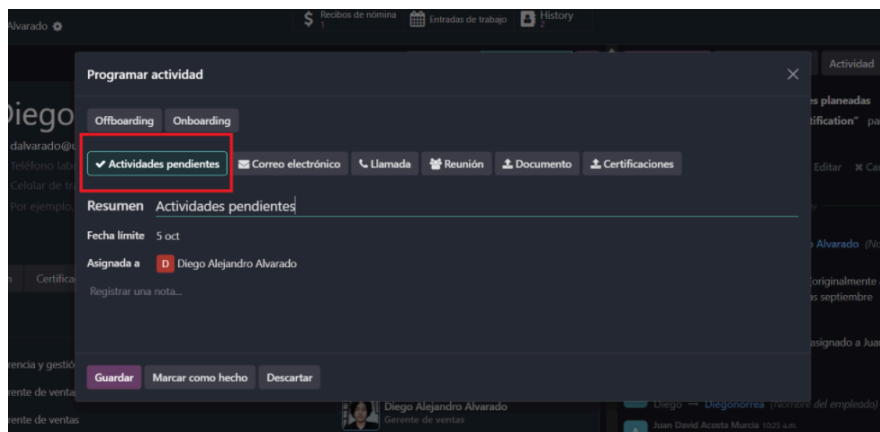 Alvarado
Recibos de nómina
1
Entradas de trabajo
History
2
Programar actividad
Actividad
Offboarding Onboarding
Diego
es planeadas
dalvarado@u
Actividades pendientes Correo electrónico Llamada Reunión Documento Certificaciones
Teléfono
Editar
Celular de tr
Por ejemplo,
Resumen Actividades pendientes
Fecha límite 5 oct
Alvarado
Asignada a D Diego Alejandro Alvarado
Certifica
originalmente
Registrar una nota...
as septiembre
asignado a Jua
rencia y gestió
Guardar Marcar como hecho Descartar
rente de venta
Diego Alejandro Alvarado
Gerente de ventas
Diego → Diegonorrea (Nombre del empleado)
rente de ventas
Juan David Acosta Murcia 10:21 a.m.